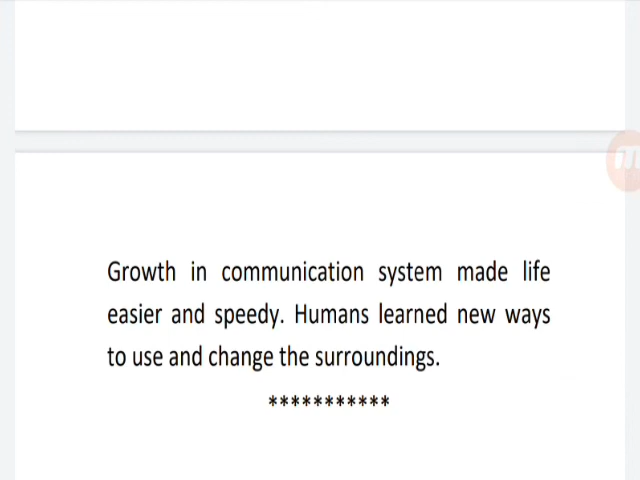 Growth in communication system made life
easier and speedy. Humans learned new ways
to use and change the surroundings.
***********